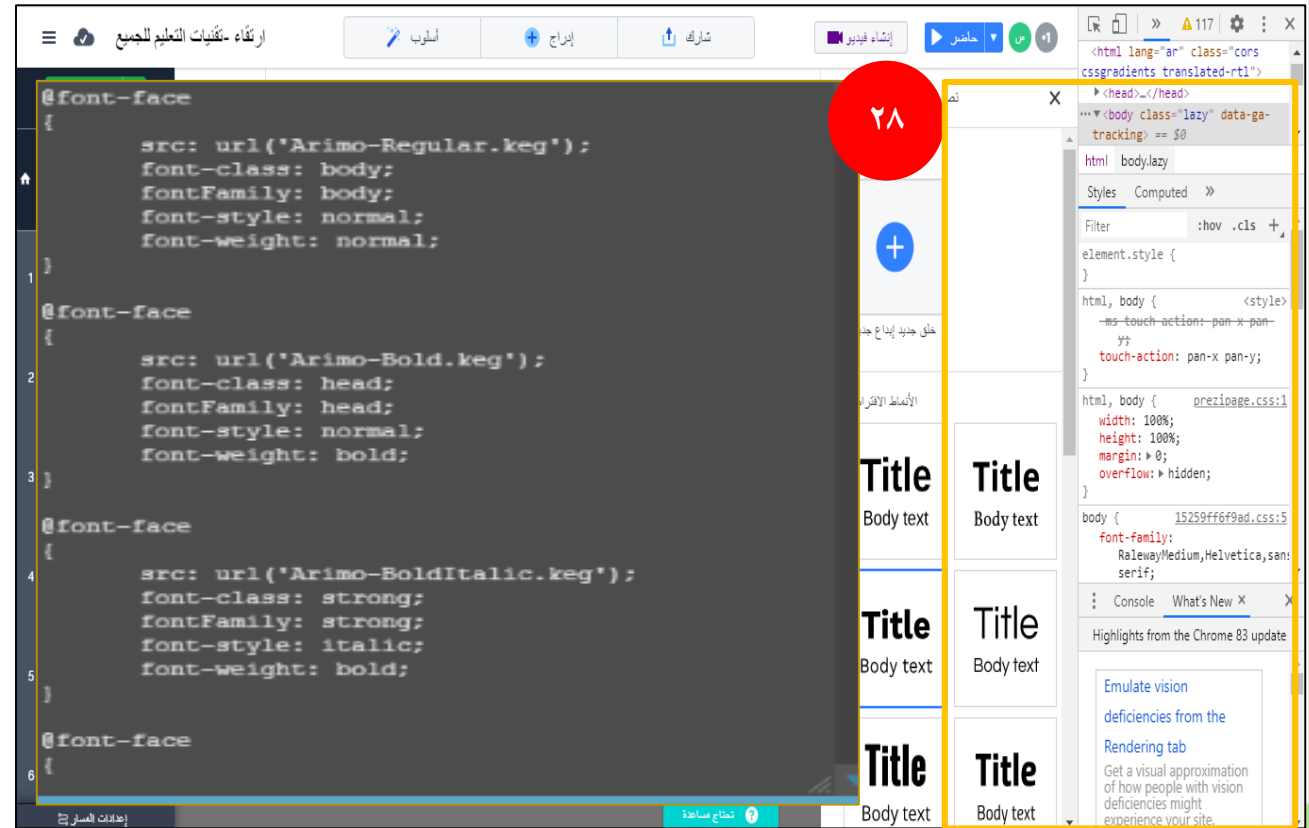 ارتقاء -تقنيات التعليم للجميع
أسلوب
إدراج
شارك
إنشاء فيديو
حاضر
س
+1
» 117
<html lang="ar" class="cors
cssgradients translated-rtl">
<head>…</head>
<body class="lazy" data-ga-
tracking> == $0
html body.lazy
Styles Computed »
Filter :hov .cls +
element.style {
}
html, body { <style>
-ms-touch-action: pan-x pan-
y;
touch-action: pan-x pan-y;
}
html, body { prezipage.css:1
width: 100%;
height: 100%;
margin: 0;
overflow: hidden;
}
body { 15259ff6f9ad.css:5
font-family:
RalewayMedium,Helvetica,sans
serif;
Console What's New ×
Highlights from the Chrome 83 update
Emulate vision
deficiencies from the
Rendering tab
Get a visual approximation
of how people with vision
deficiencies might
experience your site.
٢٨
نص
خلق جديد إبداع جد
الأنماط الافترا
Title
Body text
Title
Body text
Title
Body text
Title
Body text
Title
Body text
Title
Body text
@font-face
{
src: url('Arimo-Regular.keg');
font-class: body;
fontFamily: body;
font-style: normal;
font-weight: normal;
}
@font-face
{
src: url('Arimo-Bold.keg');
font-class: head;
fontFamily: head;
font-style: normal;
font-weight: bold;
}
@font-face
{
src: url('Arimo-BoldItalic.keg');
font-class: strong;
fontFamily: strong;
font-style: italic;
font-weight: bold;
}
@font-face
{
1
2
3
4
5
6
إعدادات المسار
تحتاج مساعدة ?